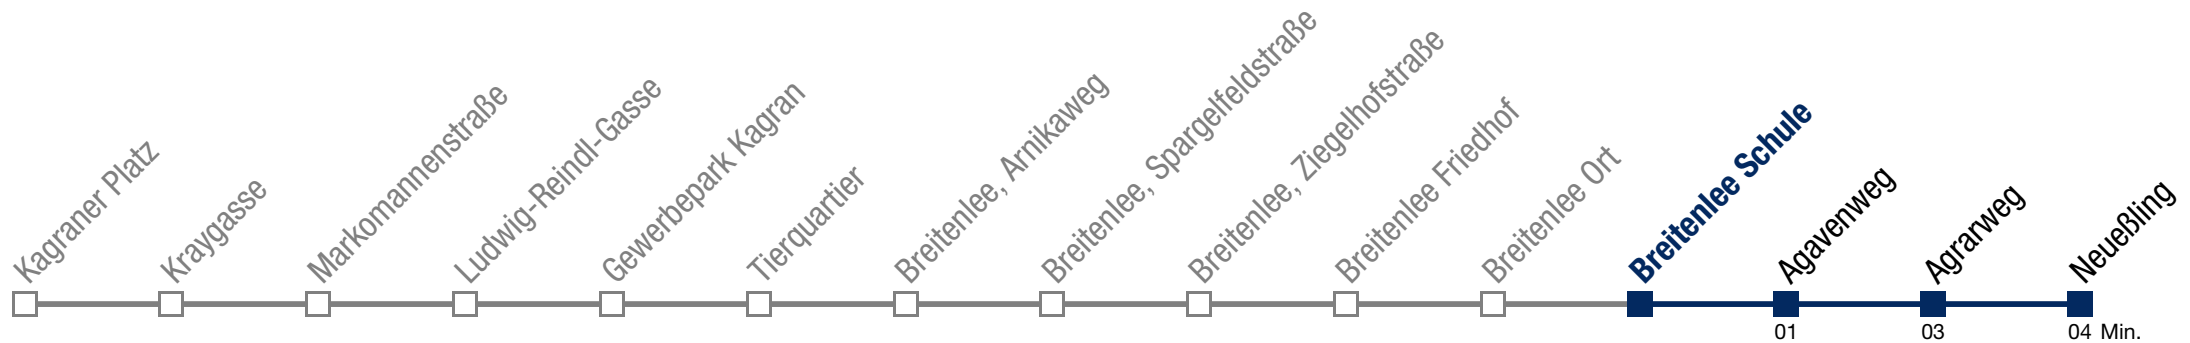 Kagraner Platz
Kraygasse
Markomannenstraße
Ludwig-Reindl-Gasse
Gewerbepark Kagran
Tierquartier
Breitenlee, Arnikaweg
Breitenlee, Spargelfeldstraße
Breitenlee, Ziegelhofstraße
Breitenlee Friedhof
Breitenlee Ort
Breitenlee Schule
Agavenweg
Agrarweg
Neueßling
01 03 04 Min.